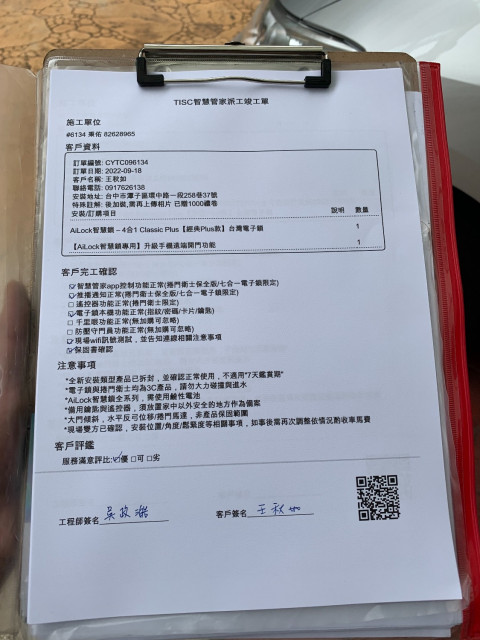 TISC智慧管家派工竣工單
施工單位
#6134 秉佑 82628965
客戶資料
訂單編號: CYTC096134
訂單日期: 2022-09-18
客戶名稱: 王秋如
聯絡電話: 0917626138
安裝地址: 台中市潭子區環中路一段258巷37號
特殊註解: 後加裝,需再上傳相片 已贈1000禮卷
安裝/訂購項目 說明 數量
AiLock智慧鎖 – 4合1 Classic Plus【經典Plus款】台灣電子鎖 1
【AiLock智慧鎖專用】升級手機遠端開門功能 1
客戶完工確認
☑智慧管家app控制功能正常(捲門衛士保全版/七合一電子鎖限定)
☑推播通知正常(捲門衛士保全版/七合一電子鎖限定)
□遙控器功能正常(捲門衛士限定)
☑電子鎖本機功能正常(指紋/密碼/卡片/鑰匙)
□千里眼功能正常(無加購可忽略)
□防壓守門員功能正常(無加購可忽略)
☑現場wifi訊號測試，並告知連線相關注意事項
☑保固書確認
注意事項
*全新安裝類型產品已拆封，並確認正常使用，不適用"7天鑑賞期"
*電子鎖與捲門衛士均為3C產品，請勿大力碰撞與進水
*AiLock智慧鎖全系列，需使用鹼性電池
*備用鑰匙與遙控器，須放置家中以外安全的地方作為備案
*大門傾斜，水平反弓位移/捲門馬達，非產品保固範圍
*現場雙方已確認，安裝位置/角度/鬆緊度等相關事項，如事後需再次調整依情況酌收車馬費
客戶評鑑
服務滿意評比:☑優 □可 □劣
工程師簽名 客戶簽名 王秋如